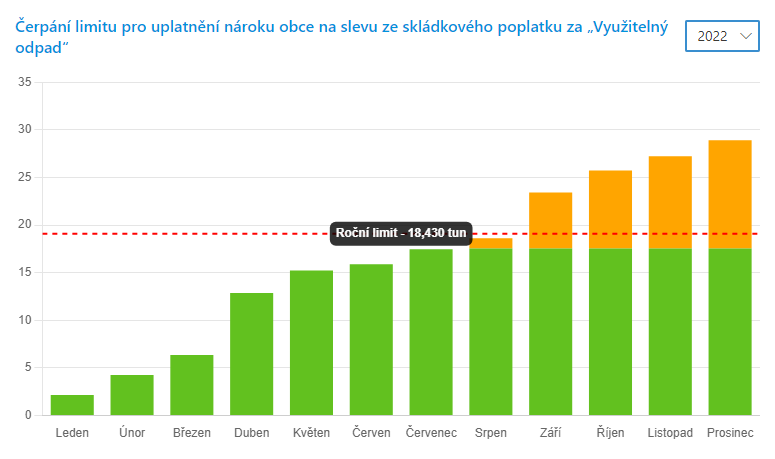 Čerpání limitu pro uplatnění nároku obce na slevu ze skládkového poplatku za „Využitelný
odpad“
2022
35
30
25
20
Roční limit - 18,430 tun
15
10
5
0
Leden Únor Březen Duben Květen Červen Červenec Srpen Září Říjen Listopad Prosinec